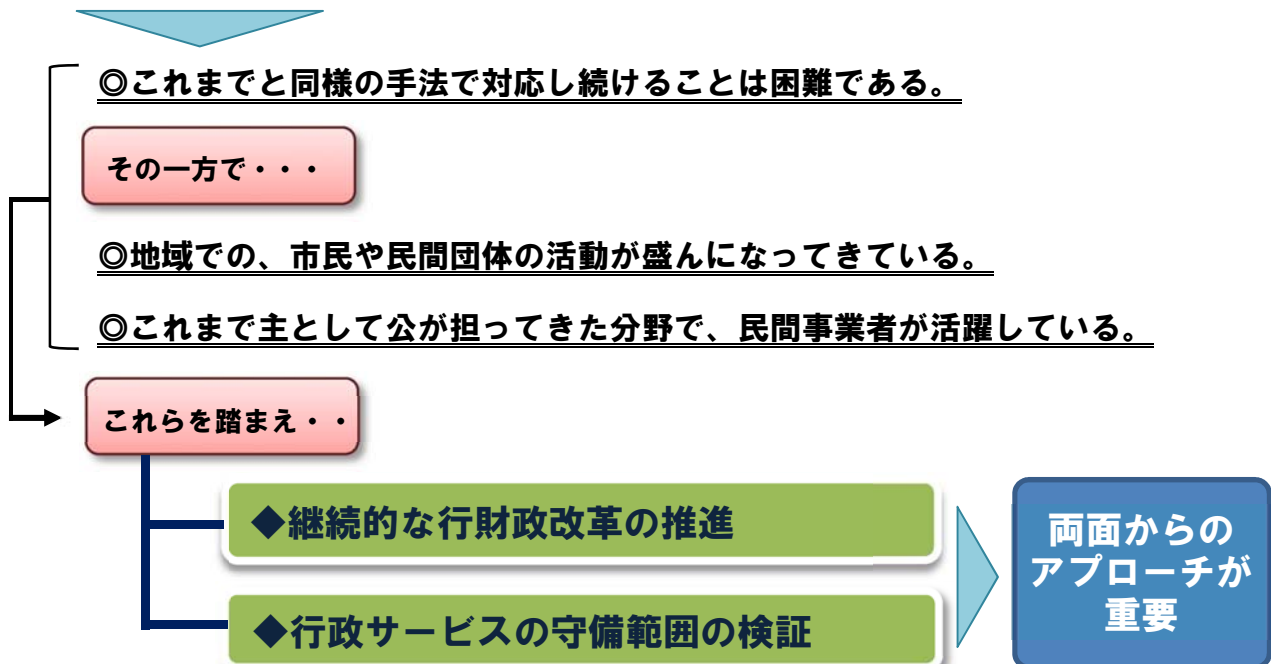 ◎これまでと同様の手法で対応し続けることは困難である。
その一方で・・・
◎地域での、市民や民間団体の活動が盛んになってきている。
◎これまで主として公が担ってきた分野で、民間事業者が活躍している。
これらを踏まえ・・
◆継続的な行財政改革の推進
◆行政サービスの守備範囲の検証
両面からの
アプローチが
重要